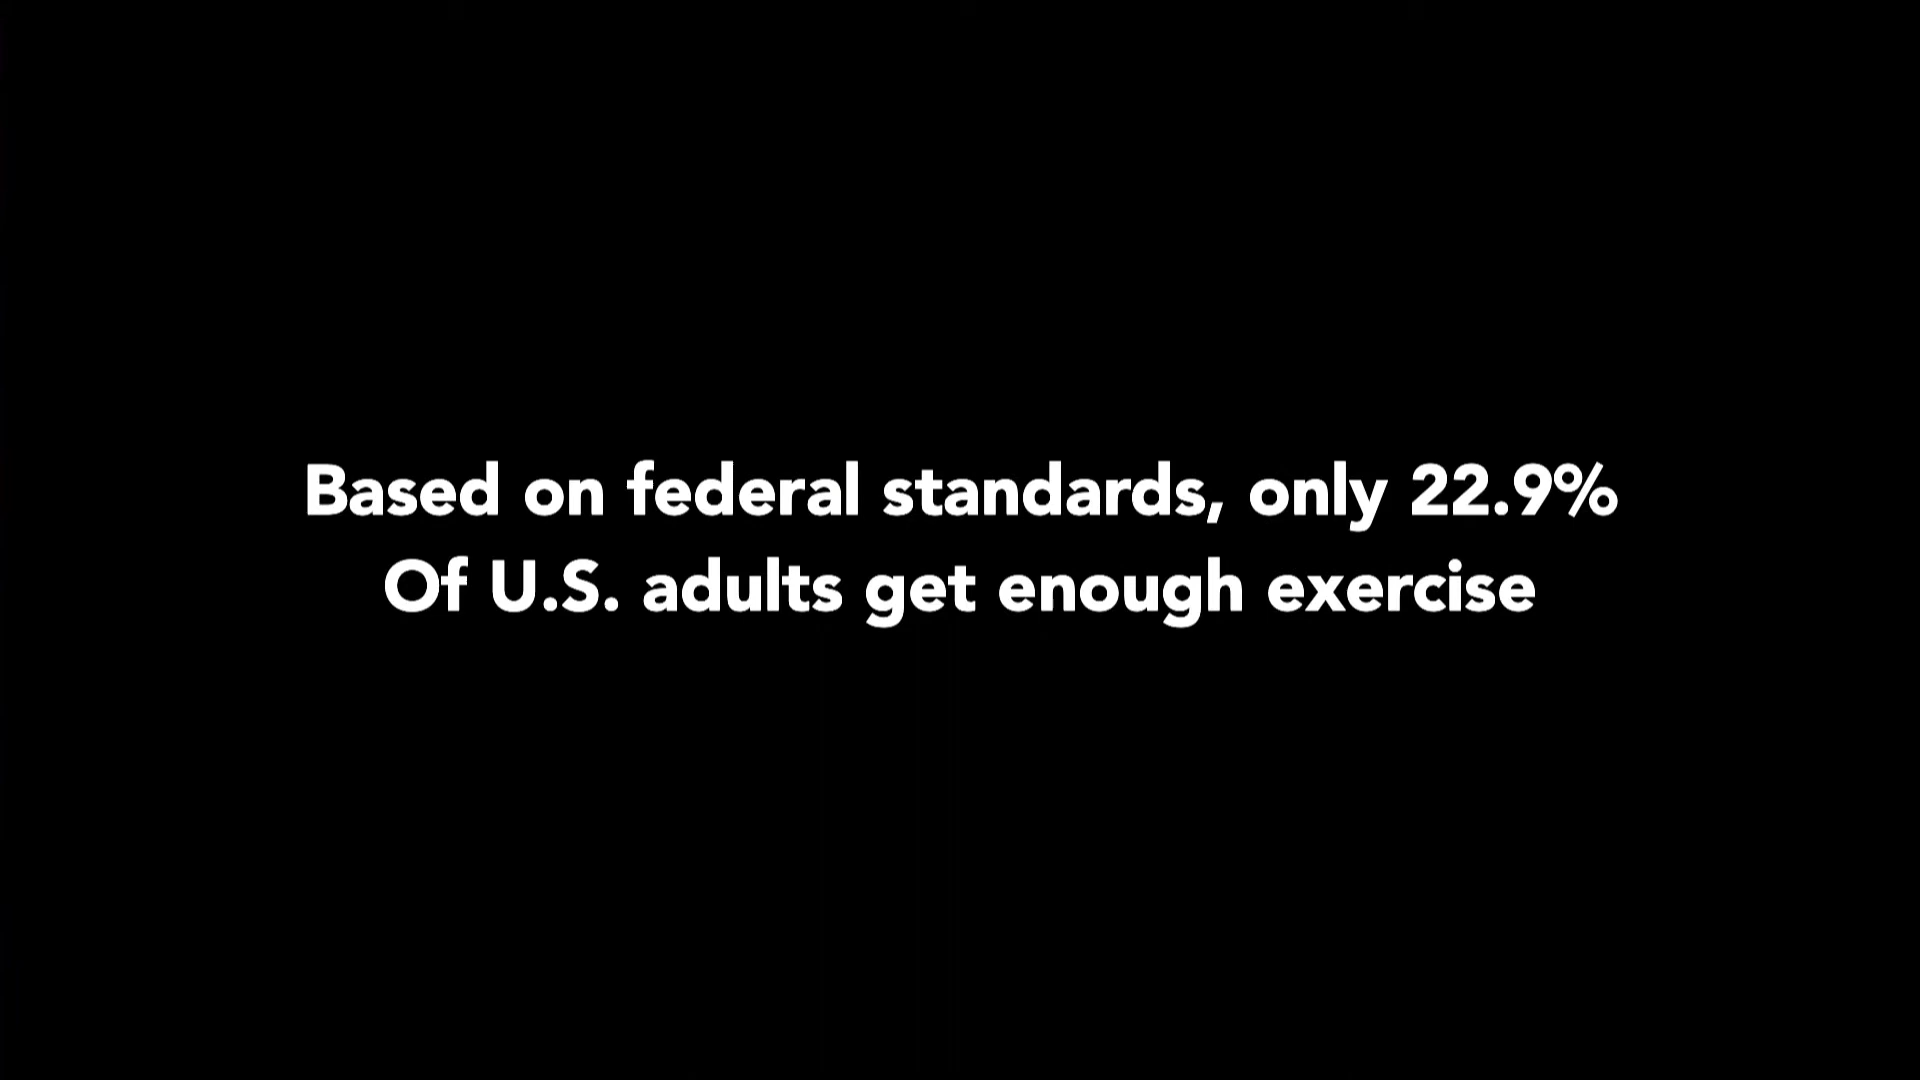 Based on federal standards, only 22.9%
Of U.S. adults get enough exercise